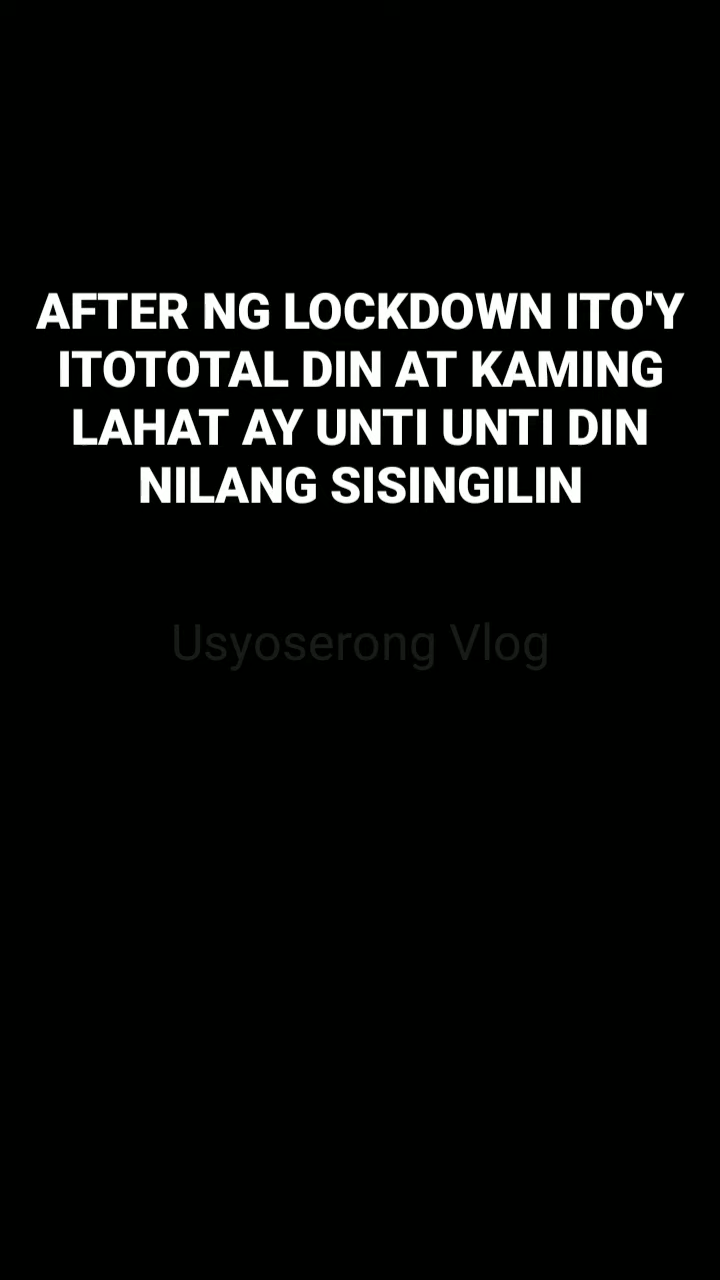 AFTER NG LOCKDOWN ITO'Y
ITOTOTAL DIN AT KAMING
LAHAT AY UNTI UNTI DIN
NILANG SISINGILIN
Usyoserong Vlog